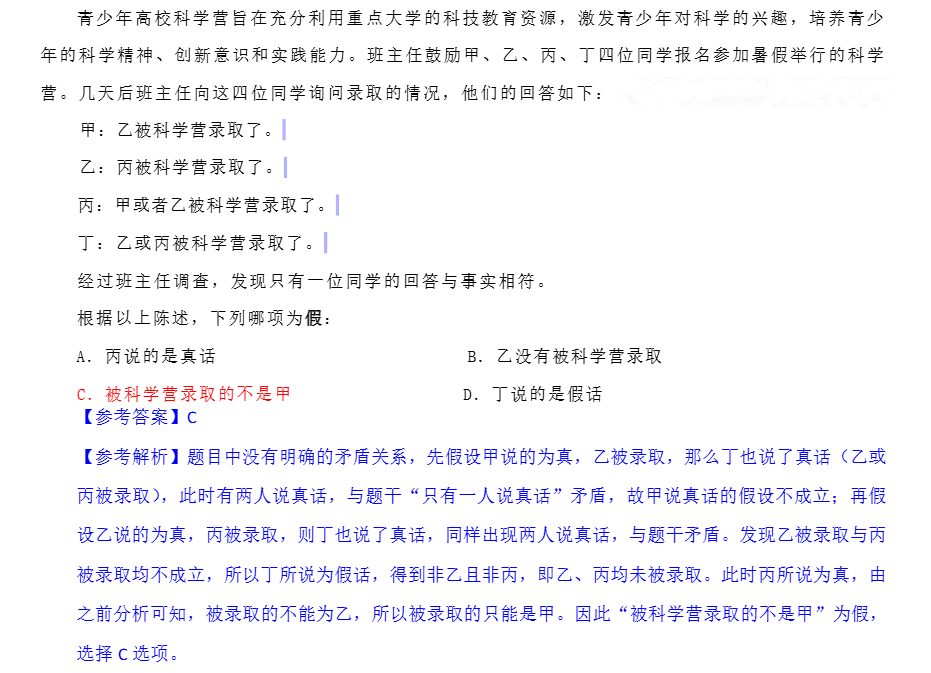 青少年高校科学营旨在充分利用重点大学的科技教育资源，激发青少年对科学的兴趣，培养青少
年的科学精神、创新意识和实践能力。班主任鼓励甲、乙、丙、丁四位同学报名参加暑假举行的科学
营。几天后班主任向这四位同学询问录取的情况，他们的回答如下：
甲：乙被科学营录取了。
乙：丙被科学营录取了。
丙：甲或者乙被科学营录取了。
丁：乙或丙被科学营录取了。
经过班主任调查，发现只有一位同学的回答与事实相符。
根据以上陈述，下列哪项为假：
A. 丙说的是真话 B. 乙没有被科学营录取
C. 被科学营录取的不是甲 D. 丁说的是假话
【参考答案】C
【参考解析】题目中没有明确的矛盾关系，先假设甲说的为真，乙被录取，那么丁也说了真话（乙或
丙被录取），此时有两人说真话，与题干“只有一人说真话”矛盾，故甲说真话的假设不成立；再假
设乙说的为真，丙被录取，则丁也说了真话，同样出现两人说真话，与题干矛盾。发现乙被录取与丙
被录取均不成立，所以丁所说为假话，得到非乙且非丙，即乙、丙均未被录取。此时丙所说为真，由
之前分析可知，被录取的不能为乙，所以被录取的只能是甲。因此“被科学营录取的不是甲”为假，
选择 C 选项。